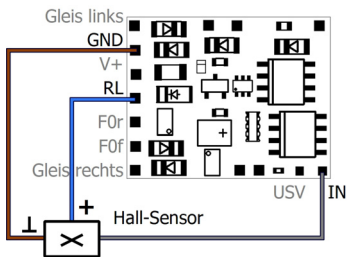 Gleis links
GND
V+
RL
F0r
F0f
Gleis rechts
USV IN
+
Hall-Sensor